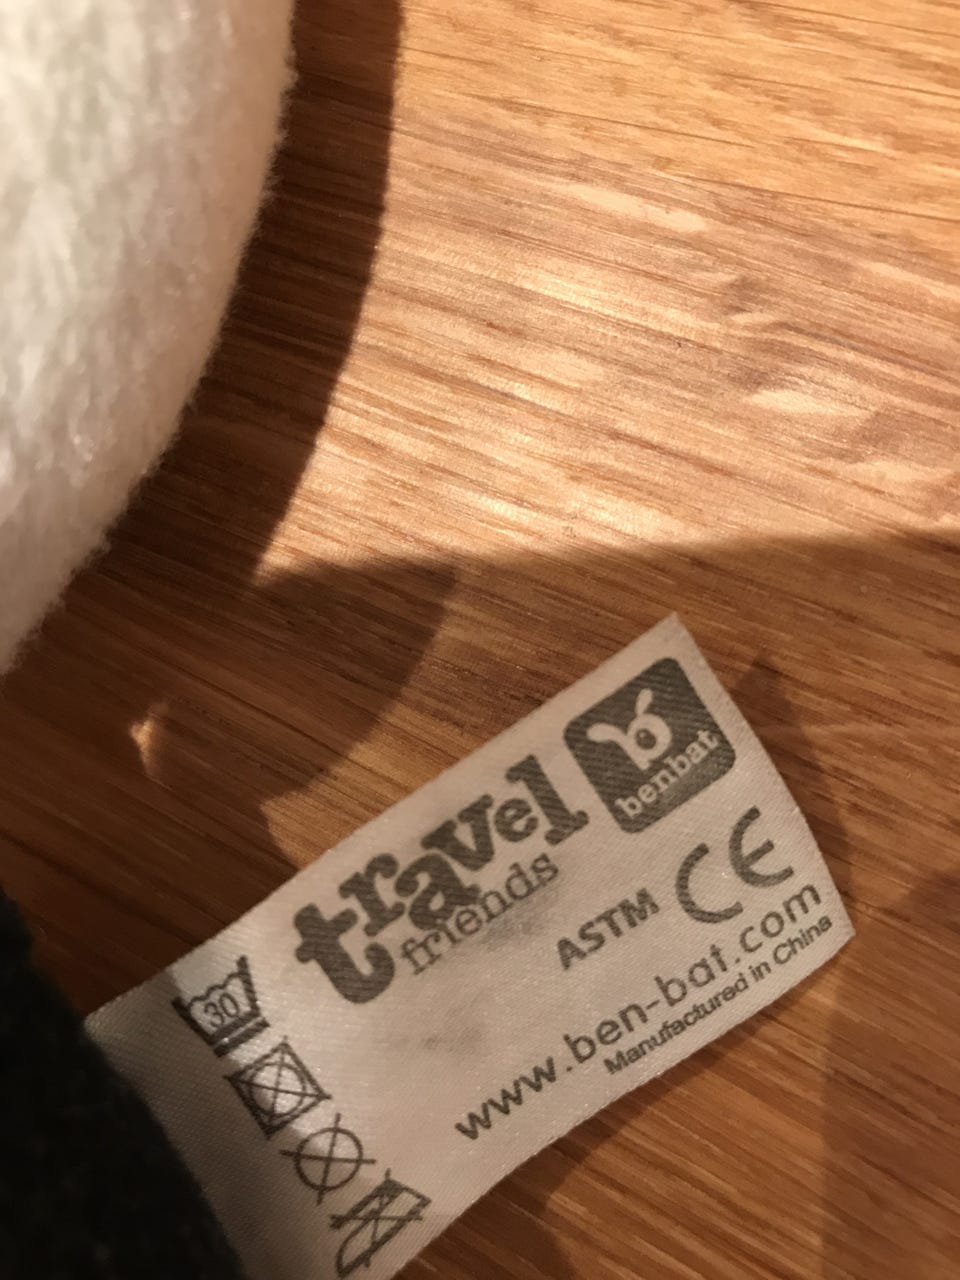 travel
friends
benbat
ASTM CE
www.ben-bat.com
Manufactured in China
30